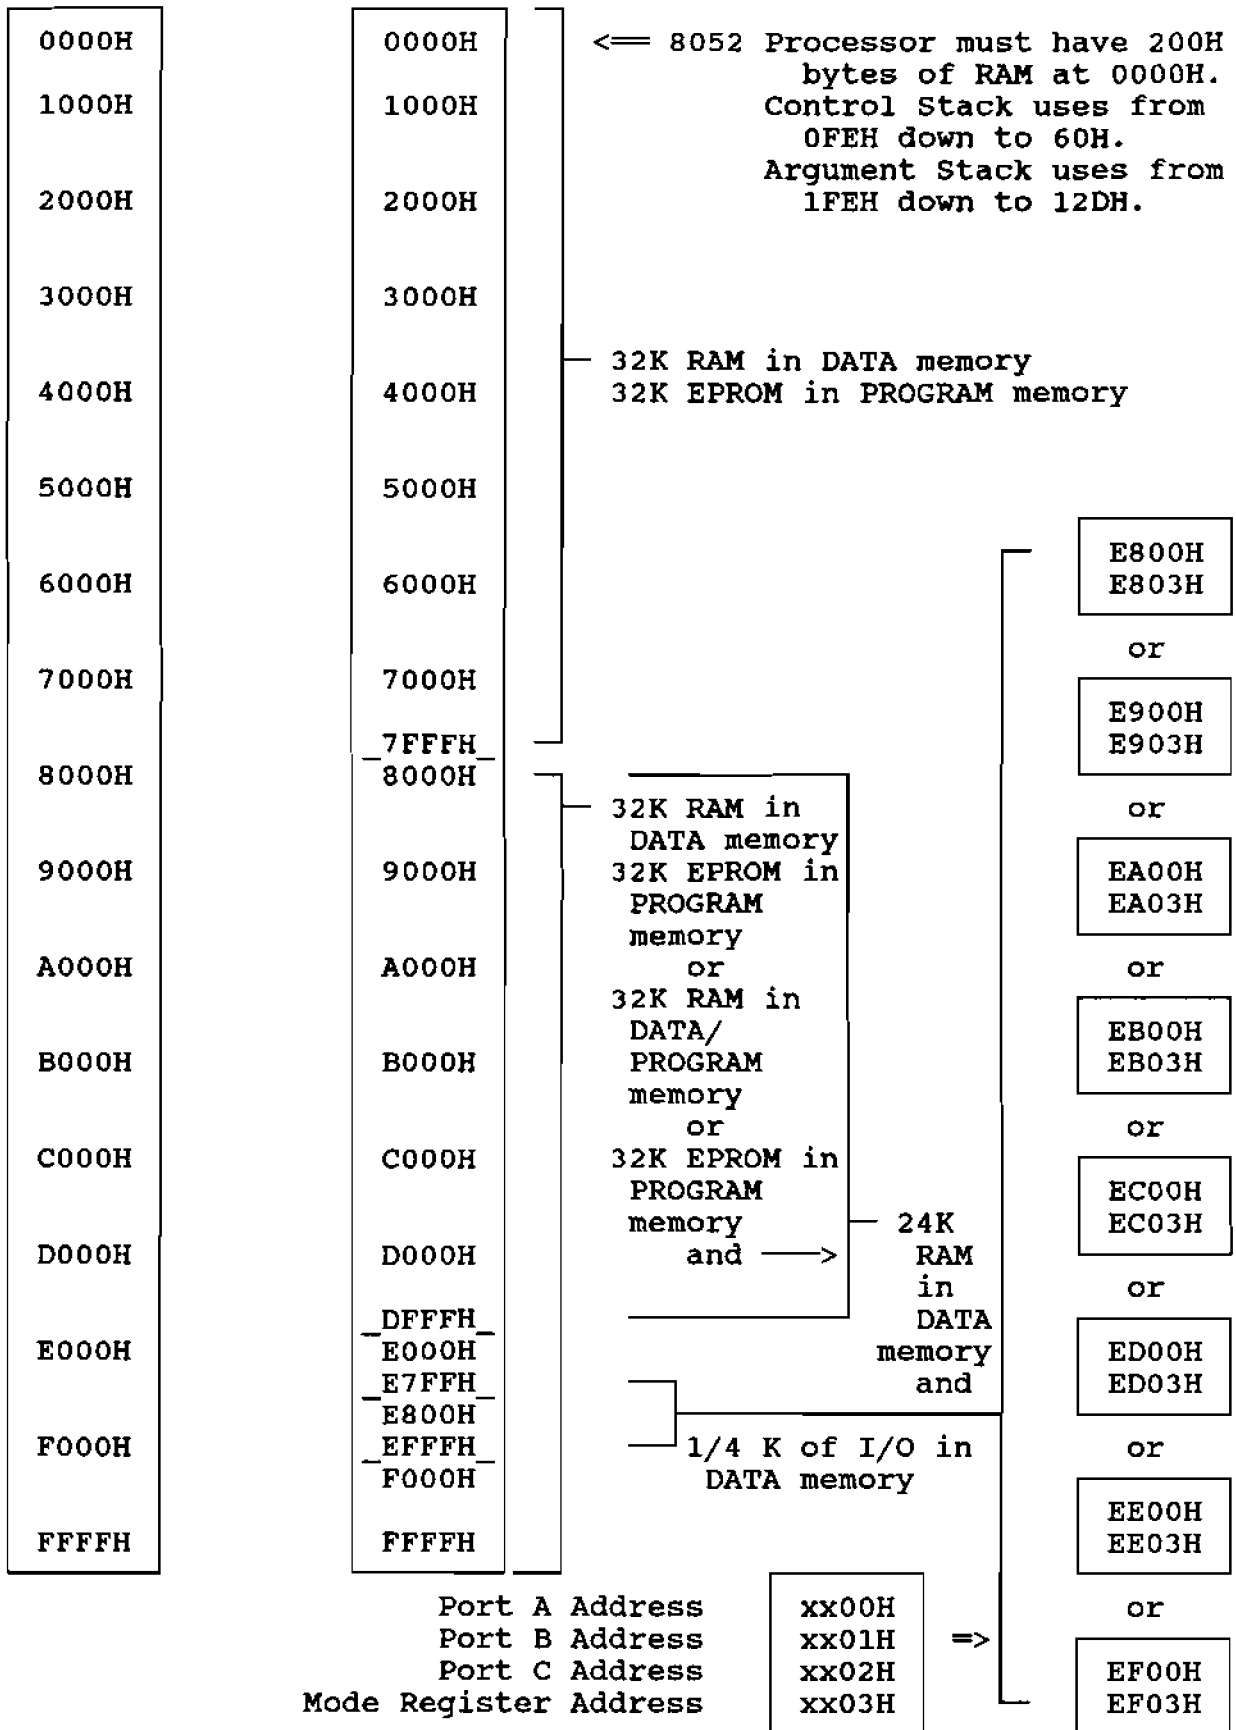 0000H 0000H <== 8052 Processor must have 200H
bytes of RAM at 0000H.
1000H 1000H Control Stack uses from
0FEH down to 60H.
Argument Stack uses from
2000H 2000H 1FEH down to 12DH.
3000H 3000H
32K RAM in DATA memory
4000H 4000H 32K EPROM in PROGRAM memory
5000H 5000H
E800H
6000H 6000H E803H
or
7000H 7000H
E900H
_7FFFH_ E903H
8000H 8000H
32K RAM in or
DATA memory
9000H 9000H 32K EPROM in EA00H
PROGRAM EA03H
memory
A000H A000H or or
32K RAM in
DATA/ EB00H
B000H B000H PROGRAM EB03H
memory
or or
C000H C000H 32K EPROM in
PROGRAM EC00H
memory 24K EC03H
D000H D000H and ——> RAM
in or
_DFFFH_ DATA
E000H E000H memory ED00H
_E7FFH_ and ED03H
E800H
F000H _EFFFH_ 1/4 K of I/O in or
F000H DATA memory
EE00H
FFFFH FFFFH EE03H
Port A Address xx00H or
Port B Address xx01H =>
Port C Address xx02H EF00H
Mode Register Address xx03H EF03H